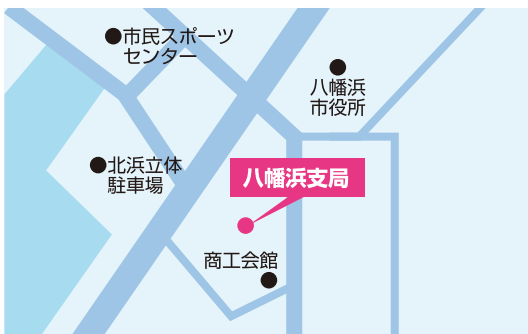 ●市民スポーツ
センター
八幡浜
市役所
●北浜立体
駐車場
八幡浜支局
商工会館